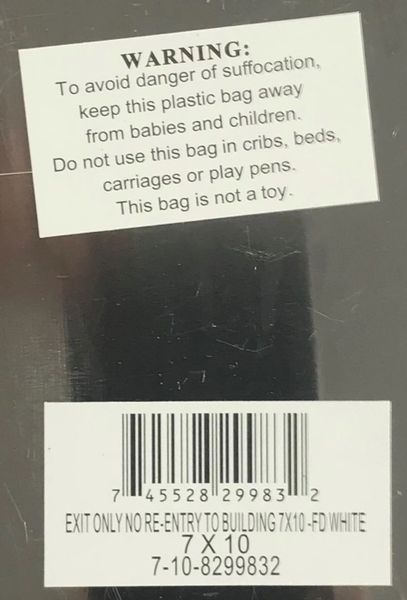 WARNING:
To avoid danger of suffocation,
keep this plastic bag away
from babies and children.
Do not use this bag in cribs, beds,
carriages or play pens.
This bag is not a toy.
7 45528 29983 2
EXIT ONLY NO RE-ENTRY TO BUILDING 7X10 -FD WHITE
7 X 10
7-10-8299832